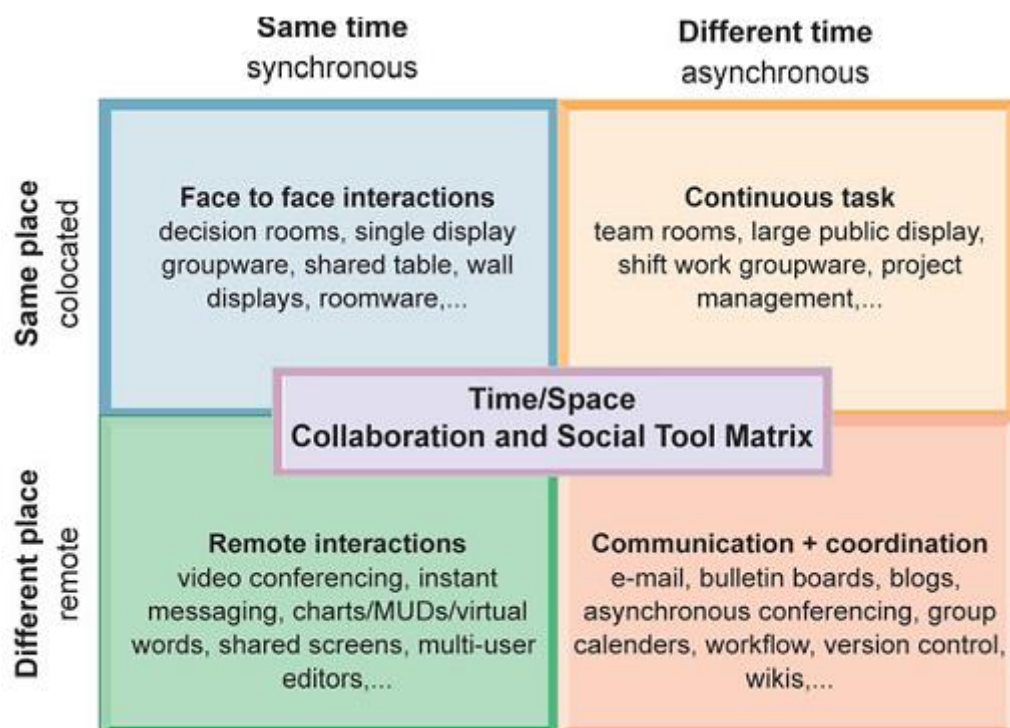 Same time
synchronous
Different time
asynchronous
Same place
colocated
Face to face interactions
decision rooms, single display
groupware, shared table, wall
displays, roomware,...
Continuous task
team rooms, large public display,
shift work groupware, project
management,...
Time/Space
Collaboration and Social Tool Matrix
Different place
remote
Remote interactions
video conferencing, instant
messaging, charts/MUDs/virtual
words, shared screens, multi-user
editors,...
Communication + coordination
e-mail, bulletin boards, blogs,
asynchronous conferencing, group
calenders, workflow, version control,
wikis,...